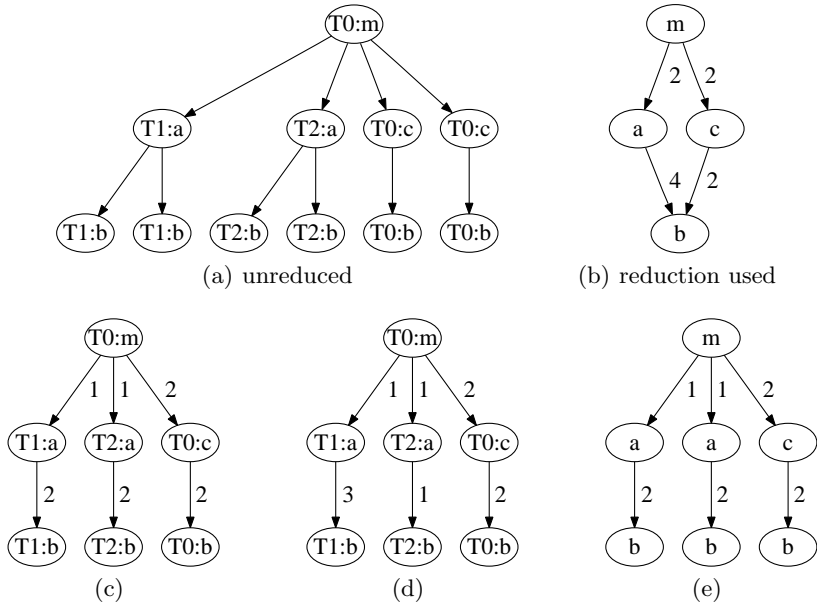 T0:m
m
2 2
T1:a T2:a T0:c T0:c
a c
4 2
T1:b T1:b T2:b T2:b T0:b T0:b
b
(a) unreduced
(b) reduction used
T0:m
T0:m
m
1 1 2
1 1 2
1 1 2
T1:a T2:a T0:c
T1:a T2:a T0:c
a a c
2 2 2
3 1 2
2 2 2
T1:b T2:b T0:b
T1:b T2:b T0:b
b b b
(c)
(d)
(e)